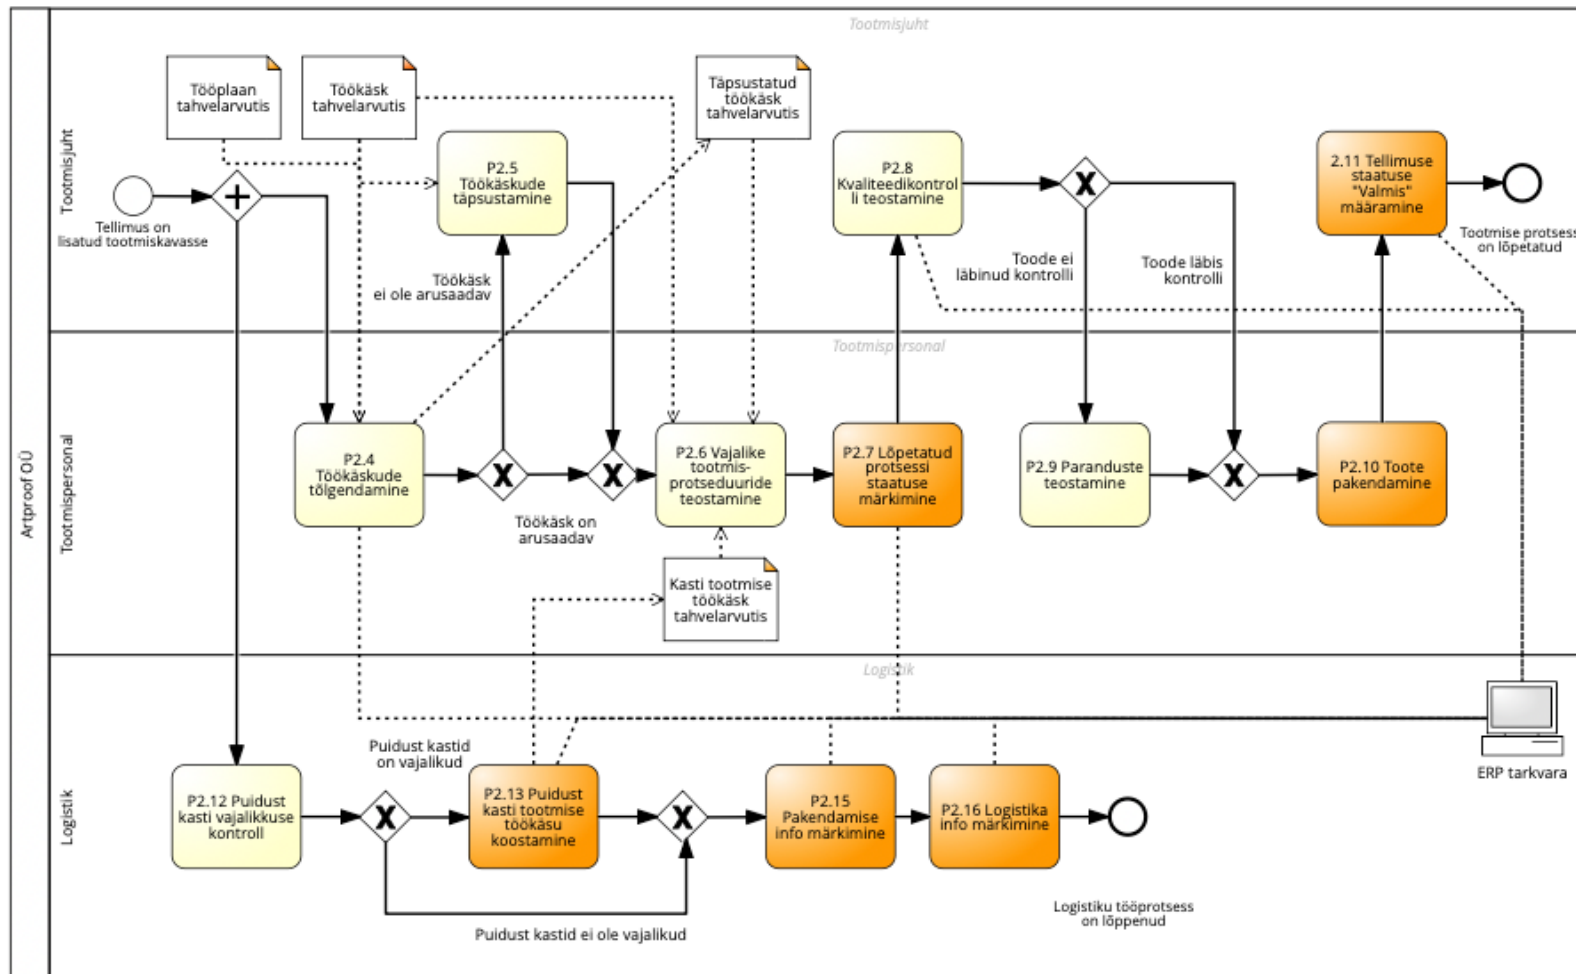 Artproof OÜ
Tootmisjuht
Tootmisjuht
Tööplaan
tahvelarvutis
Töökäsk
tahvelarvutis
Täpsustatud
töökäsk
tahvelarvutis
Tellimus on
lisatud tootmiskavasse
P2.5
Töökäskude
täpsustamine
P2.8
Kvaliteedikontrol
li teostamine
2.11 Tellimuse
staatuse
"Valmis"
määramine
Tootmise protsess
on lõpetatud
Töökäsk
ei ole arusaadav
Toode ei
läbinud kontrolli
Toode läbis
kontrolli
Tootmispersonal
Tootmispersonal
P2.4
Töökäskude
tõlgendamine
Töökäsk on
arusaadav
P2.6 Vajalike
tootmis-
protseduuride
teostamine
P2.7 Lõpetatud
protsessi
staatuse
märkimine
P2.9 Paranduste
teostamine
P2.10 Toote
pakendamine
Kasti tootmise
töökäsk
tahvelarvutis
Logistik
Logistik
ERP tarkvara
Puidust kastid
on vajalikud
P2.12 Puidust
kasti vajalikkuse
kontroll
P2.13 Puidust
kasti tootmise
töökäsu
koostamine
P2.15
Pakendamise
info märkimine
P2.16 Logistika
info märkimine
Logistiku tööprotsess
on lõppenud
Puidust kastid ei ole vajalikud